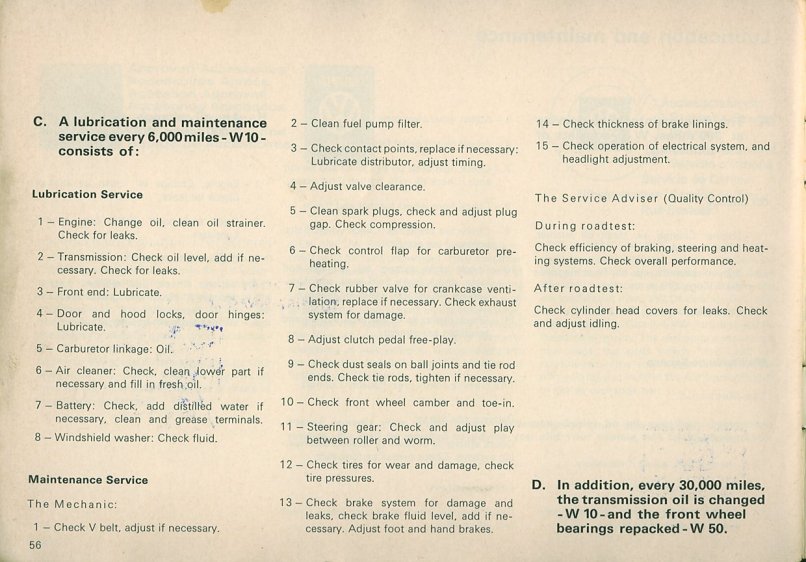 C. A lubrication and maintenance
service every 6,000 miles - W10 -
consists of:
Lubrication Service
1 – Engine: Change oil, clean oil strainer.
Check for leaks.
2 – Transmission: Check oil level, add if ne-
cessary. Check for leaks.
3 – Front end: Lubricate.
4 – Door and hood locks, door hinges:
Lubricate.
5 – Carburetor linkage: Oil.
6 – Air cleaner: Check, clean lower part if
necessary and fill in fresh oil.
7 – Battery: Check, add distilled water if
necessary, clean and grease terminals.
8 – Windshield washer: Check fluid.
Maintenance Service
The Mechanic:
1 – Check V belt, adjust if necessary.
56
2 – Clean fuel pump filter.
3 – Check contact points, replace if necessary;
Lubricate distributor, adjust timing.
4 – Adjust valve clearance.
5 – Clean spark plugs, check and adjust plug
gap. Check compression.
6 – Check control flap for carburetor pre-
heating.
7 – Check rubber valve for crankcase venti-
lation, replace if necessary. Check exhaust
system for damage.
8 – Adjust clutch pedal free-play.
9 – Check dust seals on ball joints and tie rod
ends. Check tie rods, tighten if necessary.
10 – Check front wheel camber and toe-in.
11 – Steering gear: Check and adjust play
between roller and worm.
12 – Check tires for wear and damage, check
tire pressures.
13 – Check brake system for damage and
leaks, check brake fluid level, add if ne-
cessary. Adjust foot and hand brakes.
14 – Check thickness of brake linings.
15 – Check operation of electrical system, and
headlight adjustment.
The Service Adviser (Quality Control)
During roadtest:
Check efficiency of braking, steering and heat-
ing systems. Check overall performance.
After roadtest:
Check cylinder head covers for leaks. Check
and adjust idling.
D. In addition, every 30,000 miles,
the transmission oil is changed
- W 10 - and the front wheel
bearings repacked - W 50.